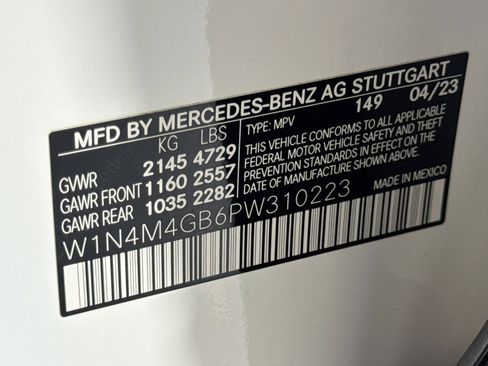 MFD BY MERCEDES-BENZ AG STUTTGART
KG LBS TYPE: MPV 149 04/23
GVWR 2145 4729
GAWR FRONT 1160 2557
GAWR REAR 1035 2282
THIS VEHICLE CONFORMS TO ALL APPLICABLE
FEDERAL MOTOR VEHICLE SAFETY AND THEFT
PREVENTION STANDARDS IN EFFECT ON THE
DATE OF MANUFACTURE SHOWN ABOVE.
MADE IN MEXICO
W1N4M4GB6PW310223